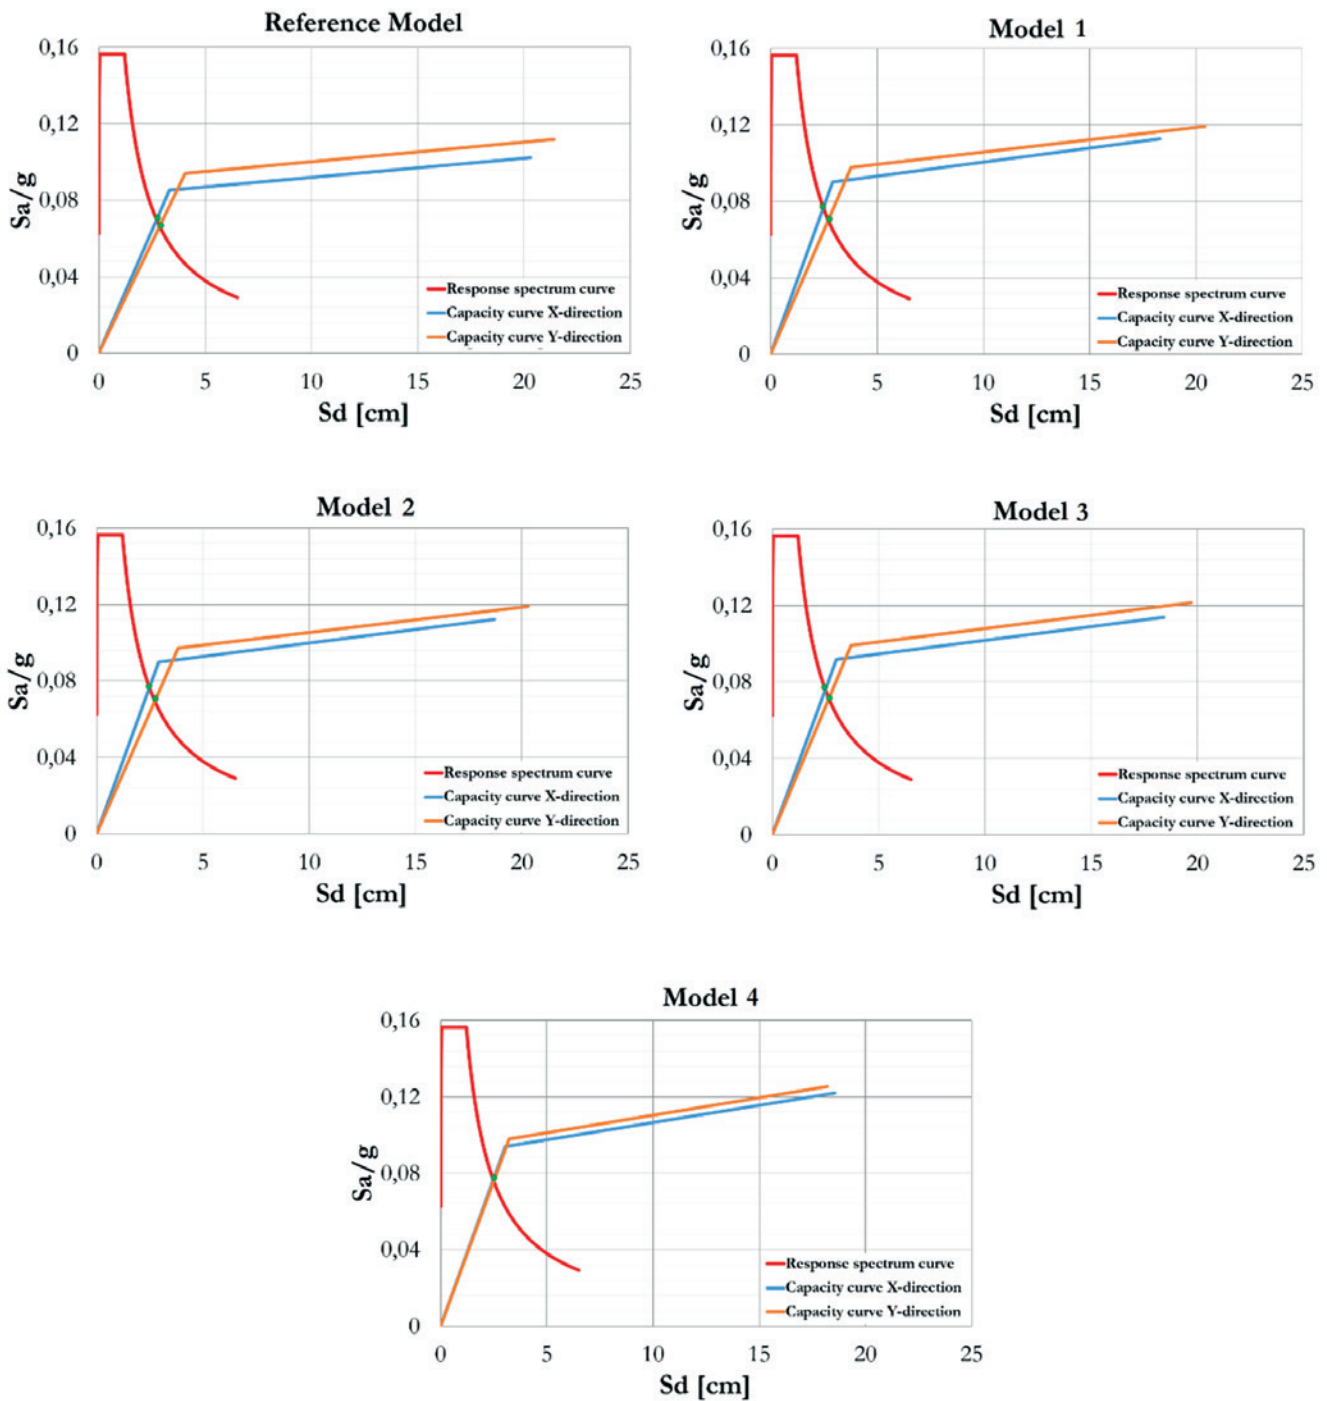 Reference Model
0,16
0,12
0,08
0,04
0
Sa/g
Response spectrum curve
Capacity curve X-direction
Capacity curve Y-direction
0 5 10 15 20 25
Sd [cm]
Model 1
0,16
0,12
0,08
0,04
0
Sa/g
Response spectrum curve
Capacity curve X-direction
Capacity curve Y-direction
0 5 10 15 20 25
Sd [cm]
Model 2
0,16
0,12
0,08
0,04
0
Sa/g
Response spectrum curve
Capacity curve X-direction
Capacity curve Y-direction
0 5 10 15 20 25
Sd [cm]
Model 3
0,16
0,12
0,08
0,04
0
Sa/g
Response spectrum curve
Capacity curve X-direction
Capacity curve Y-direction
0 5 10 15 20 25
Sd [cm]
Model 4
0,16
0,12
0,08
0,04
0
Sa/g
Response spectrum curve
Capacity curve X-direction
Capacity curve Y-direction
0 5 10 15 20 25
Sd [cm]